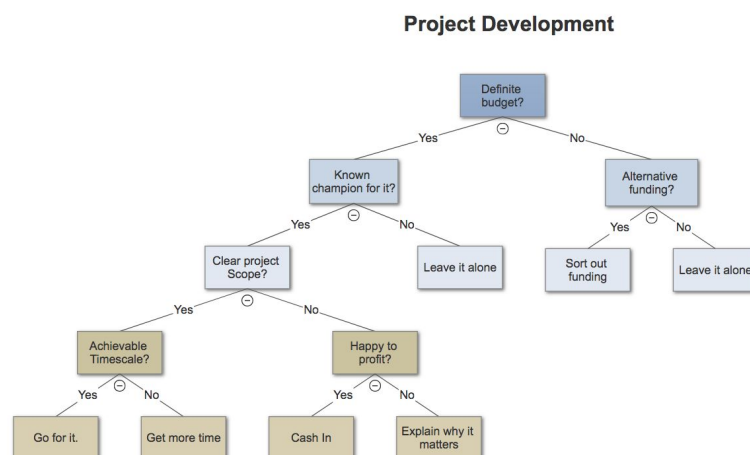 Project Development
Definite
budget?
Yes
No
Known
champion for it?
Alternative
funding?
Yes
No
Yes
No
Clear project
Scope?
Leave it alone
Sort out
funding
Leave it alone
Yes
No
Achievable
Timescale?
Happy to
profit?
Yes
No
Yes
No
Go for it.
Get more time
Cash In
Explain why it
matters